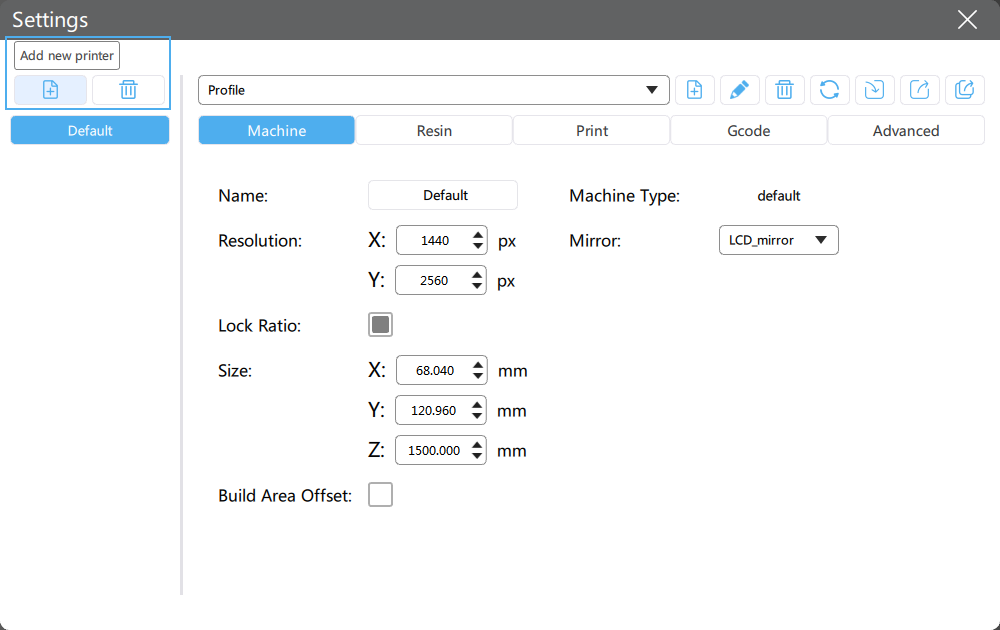 Settings
Add new printer
Default
Profile
Machine Resin Print Gcode Advanced
Name: Default Machine Type: default
Resolution: X: 1440 px Mirror: LCD_mirror
Y: 2560 px
Lock Ratio:
Size: X: 68.040 mm
Y: 120.960 mm
Z: 1500.000 mm
Build Area Offset: